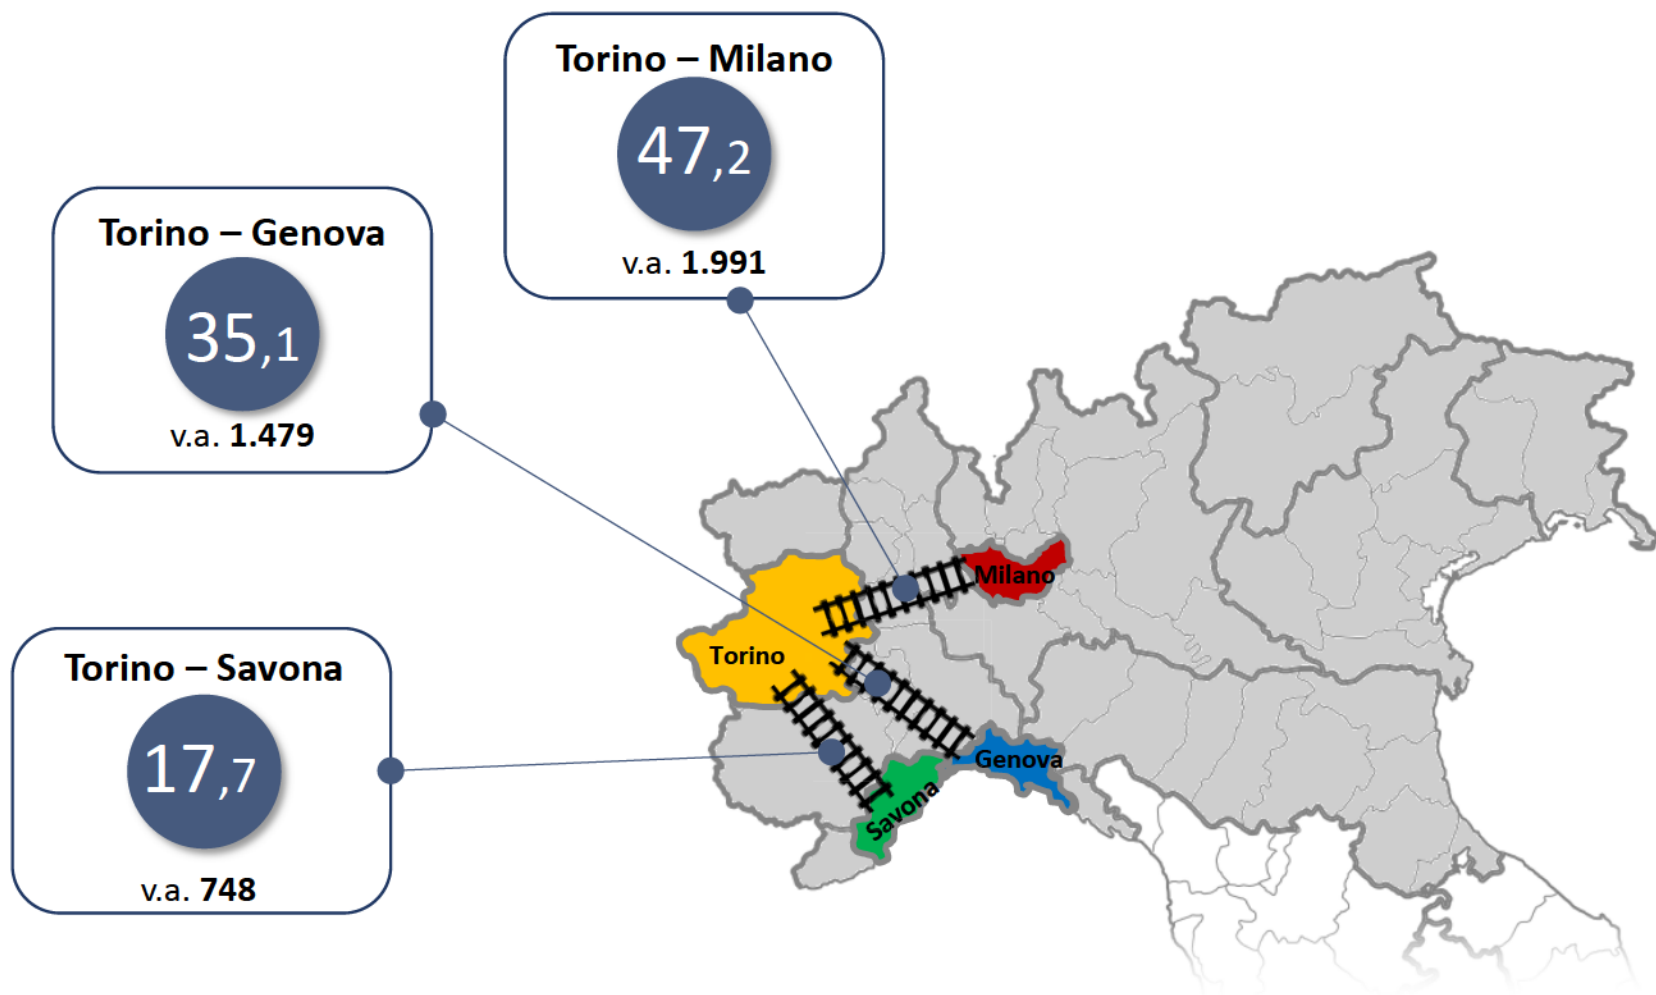 Torino – Milano
47,2
v.a. 1.991
Torino – Genova
35,1
v.a. 1.479
Torino – Savona
17,7
v.a. 748
Milano
Torino
Genova
Savona